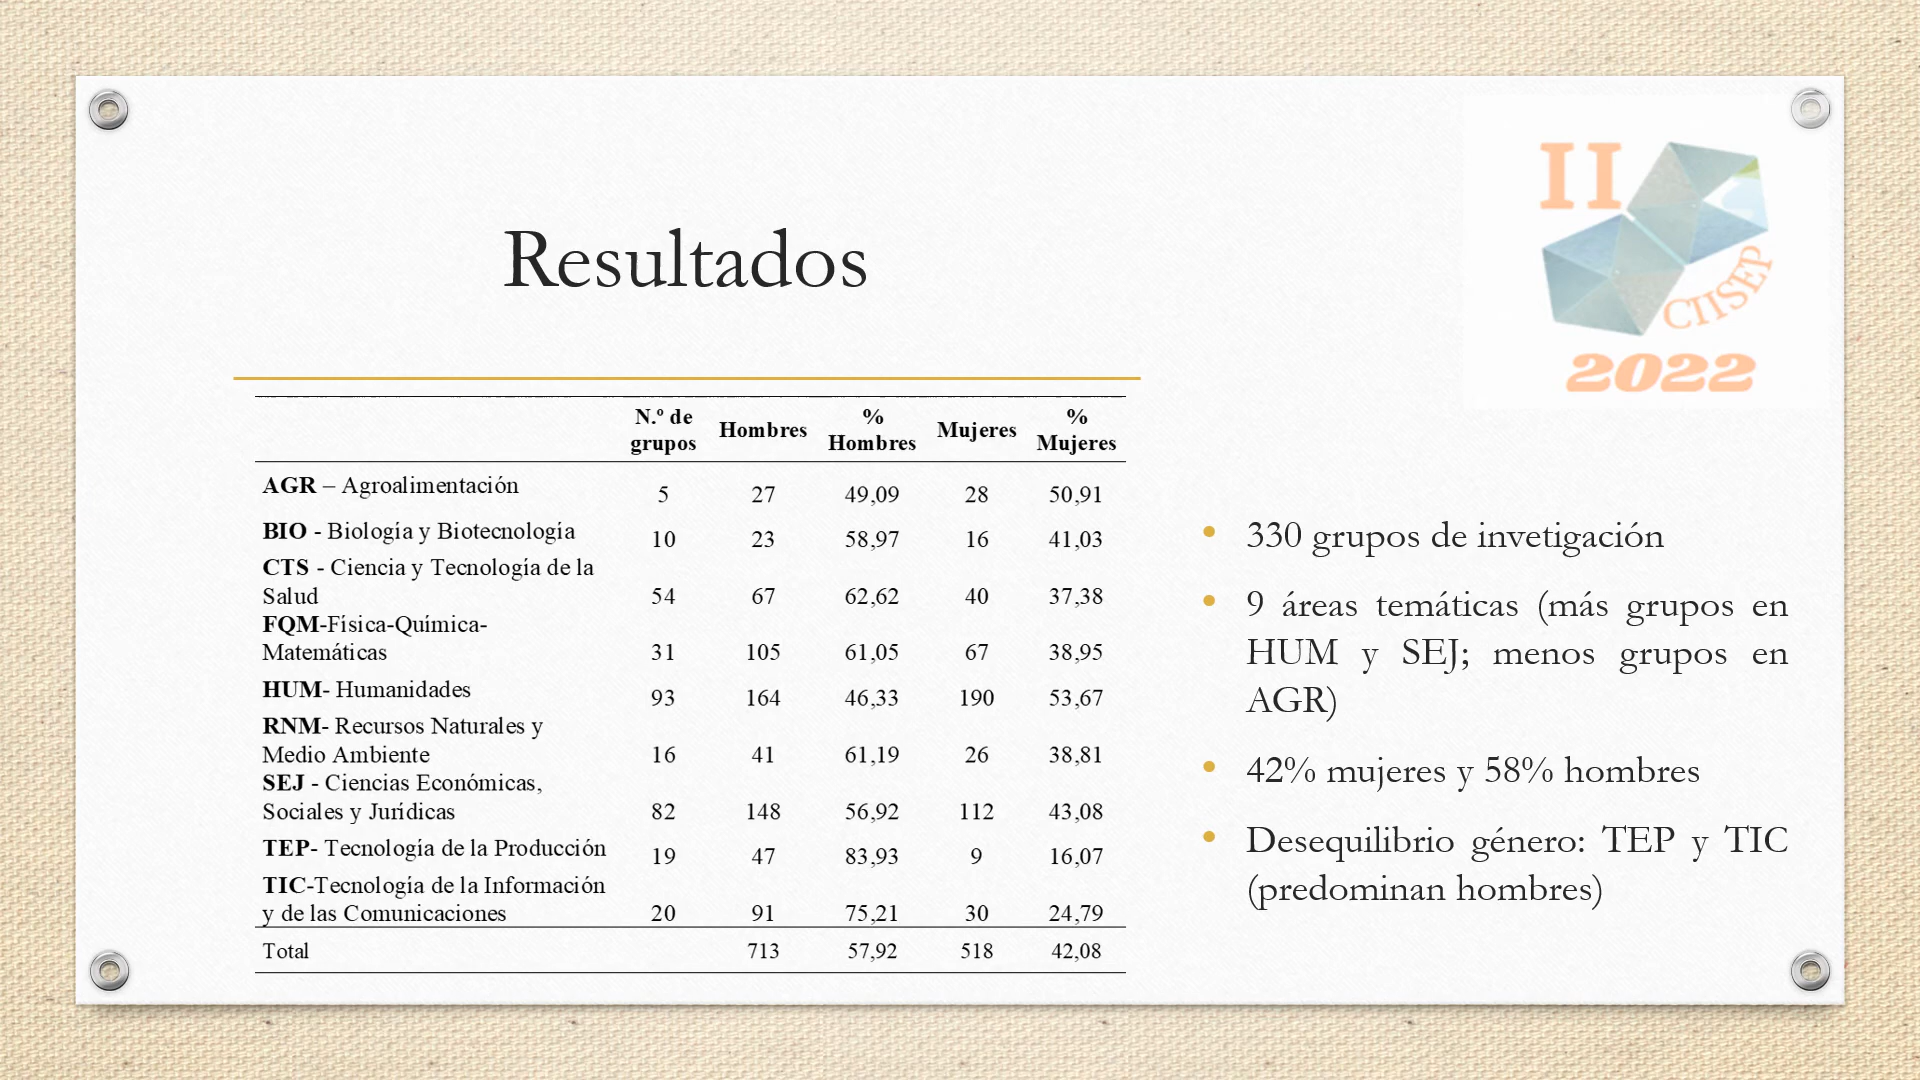 II
CIISEP
2022
Resultados
N.º de grupos Hombres % Hombres Mujeres % Mujeres
AGR – Agroalimentación 5 27 49,09 28 50,91
BIO - Biología y Biotecnología 10 23 58,97 16 41,03
CTS - Ciencia y Tecnología de la
Salud 54 67 62,62 40 37,38
FQM-Física-Química-
Matemáticas 31 105 61,05 67 38,95
HUM- Humanidades 93 164 46,33 190 53,67
RNM- Recursos Naturales y
Medio Ambiente 16 41 61,19 26 38,81
SEJ - Ciencias Económicas,
Sociales y Jurídicas 82 148 56,92 112 43,08
TEP- Tecnología de la Producción 19 47 83,93 9 16,07
TIC-Tecnología de la Información
y de las Comunicaciones 20 91 75,21 30 24,79
Total 713 57,92 518 42,08
• 330 grupos de invetigación
• 9 áreas temáticas (más grupos en
HUM y SEJ; menos grupos en
AGR)
• 42% mujeres y 58% hombres
• Desequilibrio género: TEP y TIC
(predominan hombres)